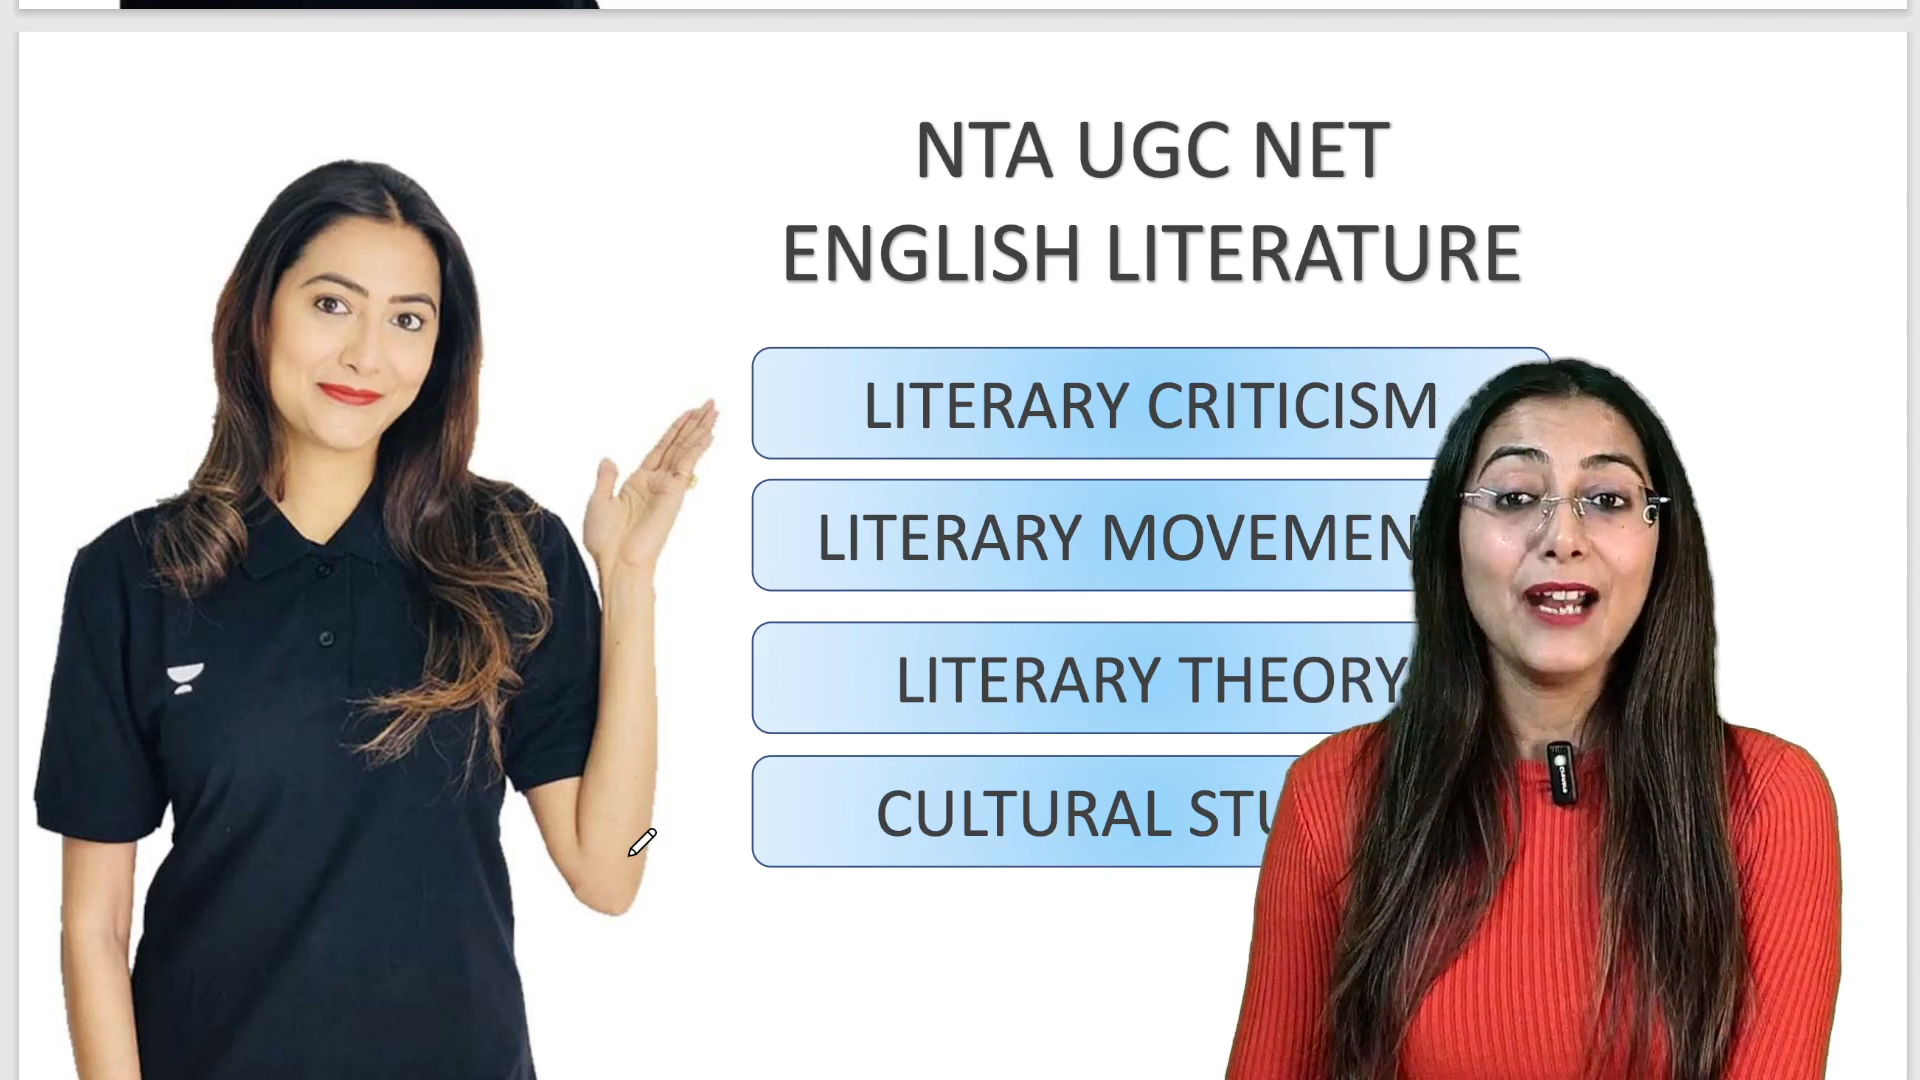 NTA UGC NET
ENGLISH LITERATURE
LITERARY CRITICISM
LITERARY MOVEMEN
LITERARY THEORY
CULTURAL STU